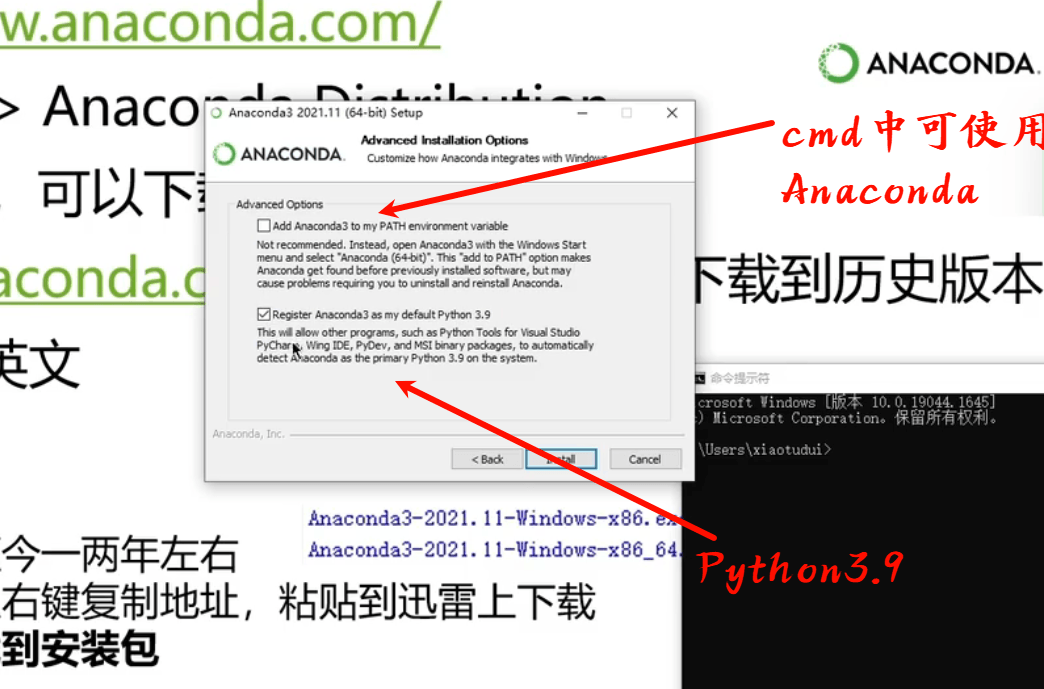 w.anaconda.com/
ANACONDA.
> Anaconda Distribution
Anaconda3 2021.11 (64-bit) Setup
Advanced Installation Options
ANACONDA.
Customize how Anaconda integrates with Windows
cmd中可使用
Anaconda
可以下
Advanced Options
Add Anaconda3 to my PATH environment variable
Not recommended. Instead, open Anaconda3 with the Windows Start
menu and select "Anaconda (64-bit)". This "add to PATH" option makes
Anaconda get found before previously installed software, but may
cause problems requiring you to uninstall and reinstall Anaconda.
aconda.c
下载到历史版本
Register Anaconda3 as my default Python 3.9
This will allow other programs, such as Python Tools for Visual Studio
PyCharm, Wing IDE, PyDev, and MSI binary packages, to automatically
detect Anaconda as the primary Python 3.9 on the system.
英文
命令提示符
crosoft Windows [版本 10.0.19044.1645]
) Microsoft Corporation。保留所有权利。
\Users\xiaotudui>
Anaconda, Inc.
< Back
Install
Cancel
Anaconda3-2021.11-Windows-x86.ex
Anaconda3-2021.11-Windows-x86_64.
Python3.9
今一两年左右
右键复制地址，粘贴到迅雷上下载
到安装包